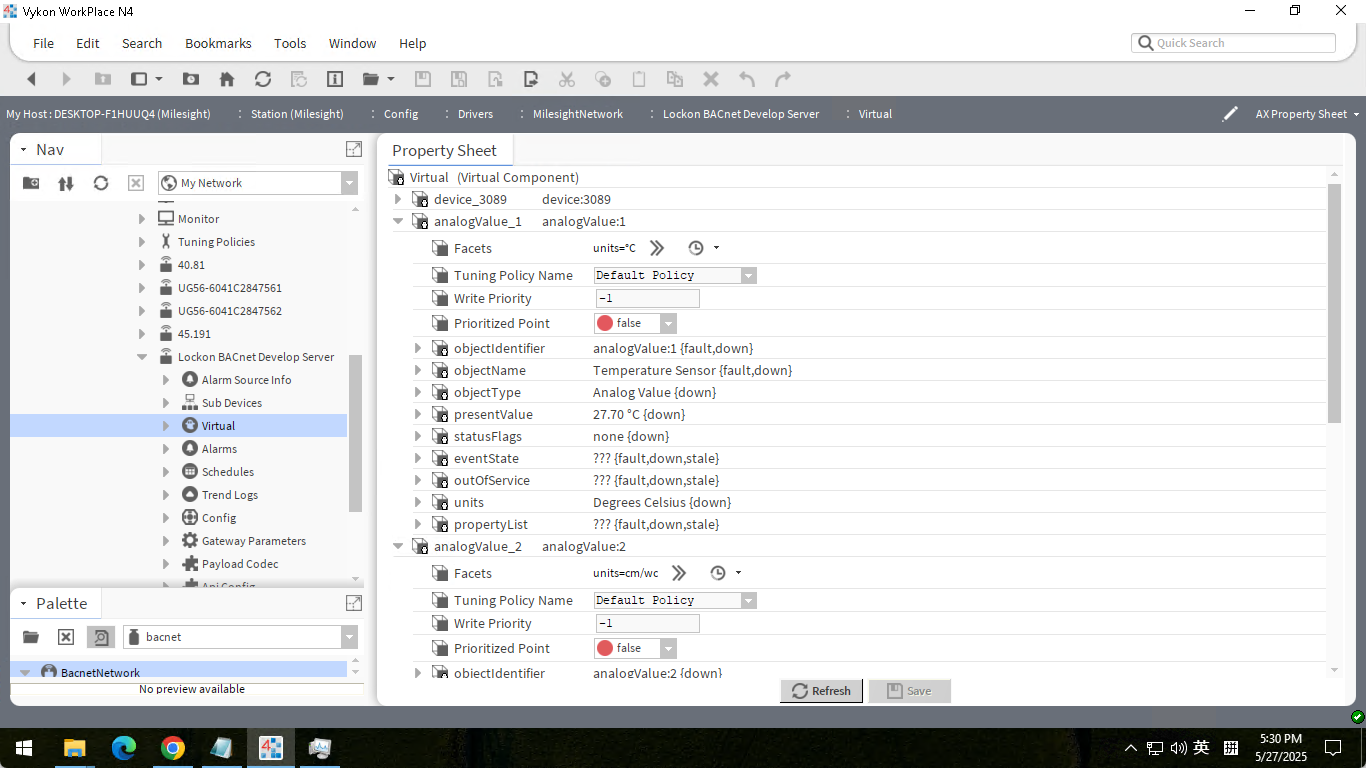 Vykon WorkPlace N4
File Edit Search Bookmarks Tools Window Help
Quick Search
My Host : DESKTOP-F1HUUQ4 (Milesight) : Station (Milesight) : Config : Drivers : MilesightNetwork : Lockon BACnet Develop Server : Virtual
AX Property Sheet
Nav
My Network
Monitor
Tuning Policies
40.81
UG56-6041C2847561
UG56-6041C2847562
45.191
Lockon BACnet Develop Server
Alarm Source Info
Sub Devices
Virtual
Alarms
Schedules
Trend Logs
Config
Gateway Parameters
Payload Codec
Api Config
Palette
bacnet
BacnetNetwork
No preview available
Property Sheet
Virtual (Virtual Component)
device_3089 device:3089
analogValue_1 analogValue:1
Facets units=°C
Tuning Policy Name Default Policy
Write Priority -1
Prioritized Point false
objectIdentifier analogValue:1 {fault,down}
objectName Temperature Sensor {fault,down}
objectType Analog Value {down}
presentValue 27.70 °C {down}
statusFlags none {down}
eventState ??? {fault,down,stale}
outOfService ??? {fault,down,stale}
units Degrees Celsius {down}
propertyList ??? {fault,down,stale}
analogValue_2 analogValue:2
Facets units=cm/wc
Tuning Policy Name Default Policy
Write Priority -1
Prioritized Point false
objectIdentifier analogValue:2 {down}
Refresh Save
英 拼
5:30 PM
5/27/2025